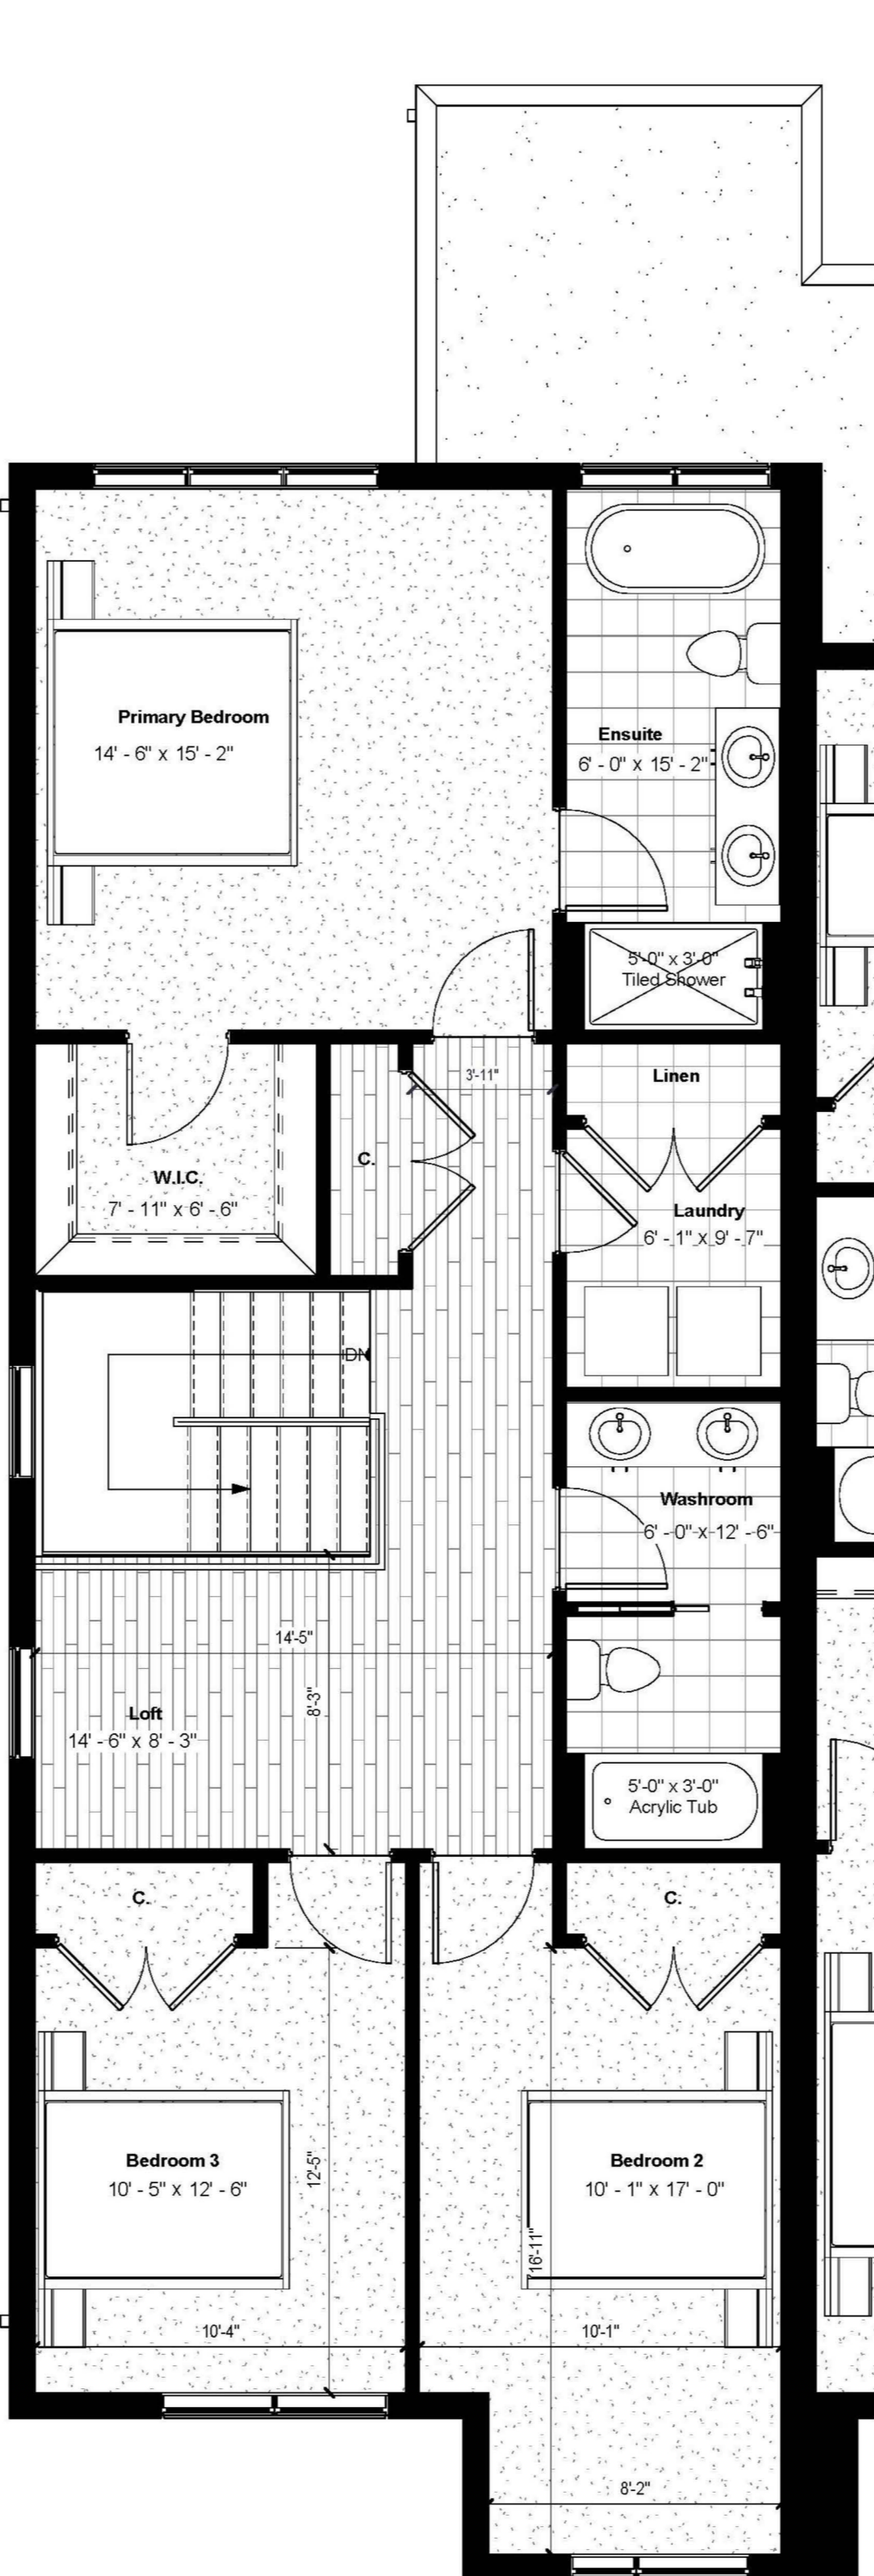 Primary Bedroom
14' - 6" x 15' - 2"
Ensuite
6' - 0" x 15' - 2"
5'-0" x 3'-0"
Tiled Shower
3'-11"
Linen
C.
W.I.C.
7' - 11" x 6' - 6"
Laundry
6' - 1" x 9' - 7"
DN
Washroom
6' - 0" x 12' - 6"
14'-5"
8'-3"
Loft
14' - 6" x 8' - 3"
5'-0" x 3'-0"
Acrylic Tub
C.
C.
Bedroom 3
10' - 5" x 12' - 6"
12'-5"
Bedroom 2
10' - 1" x 17' - 0"
16'-11"
10'-4"
10'-1"
8'-2"